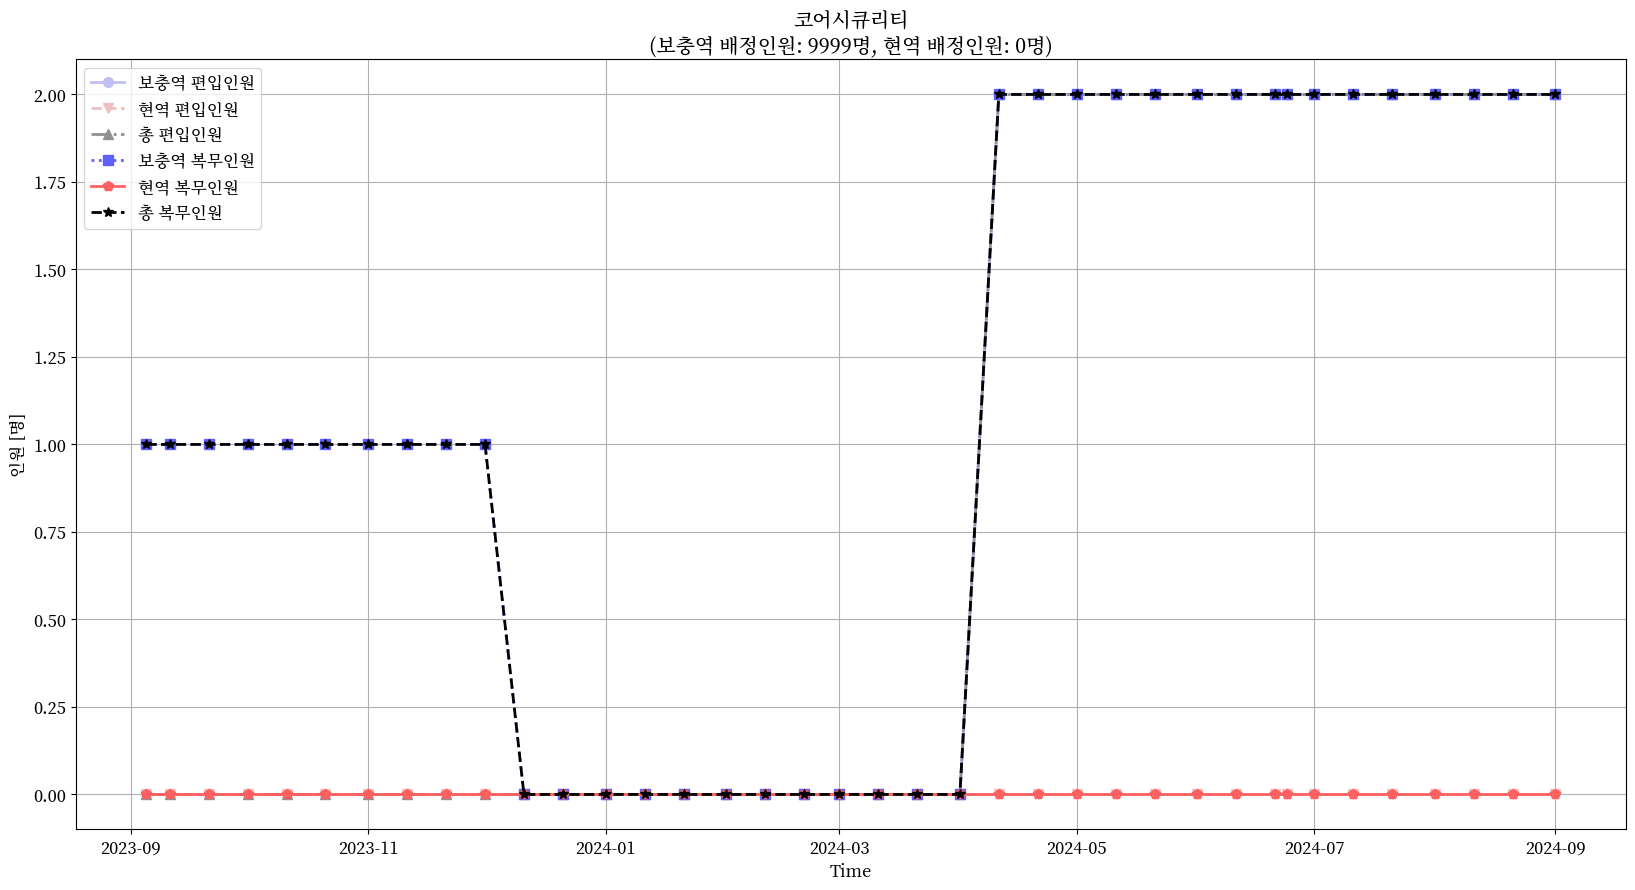 코어시큐리티
(보충역 배정인원: 9999명, 현역 배정인원: 0명)
보충역 편입인원
현역 편입인원
총 편입인원
보충역 복무인원
현역 복무인원
총 복무인원
2.00
1.75
1.50
1.25
1.00
0.75
0.50
0.25
0.00
인원 [명]
2023-09
2023-11
2024-01
2024-03
2024-05
2024-07
2024-09
Time